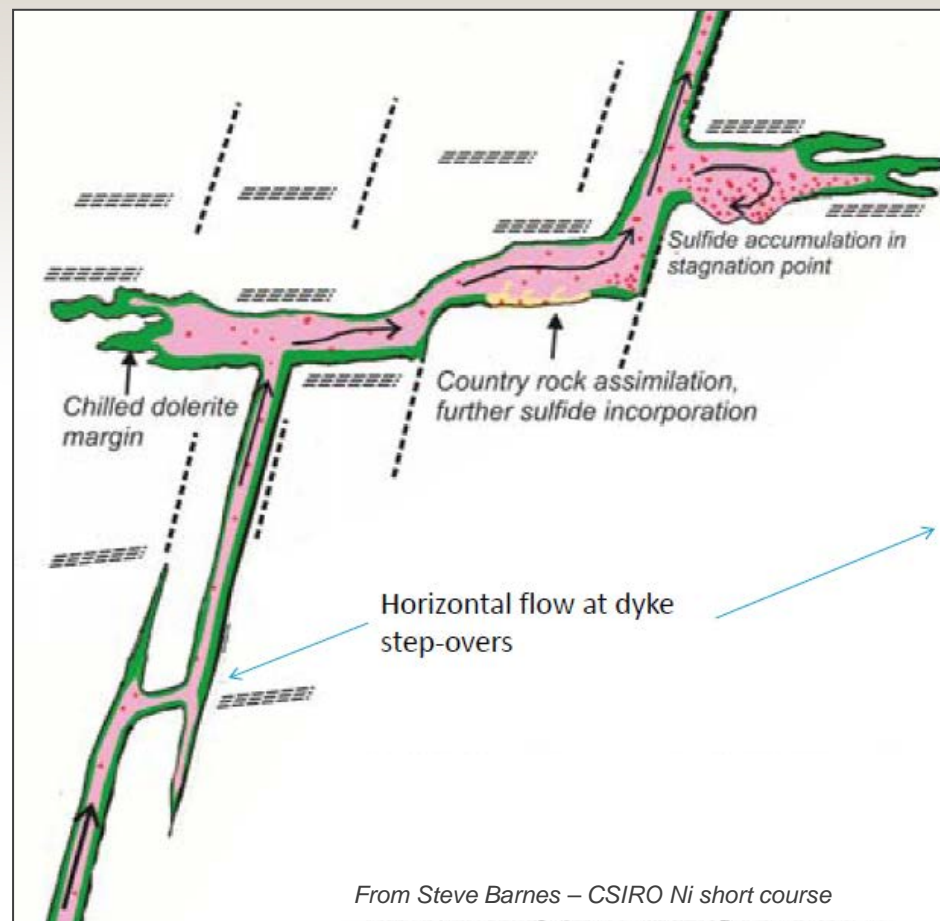 Sulfide accumulation in
stagnation point
Chilled dolerite
margin
Country rock assimilation,
further sulfide incorporation
Horizontal flow at dyke
step-overs
From Steve Barnes – CSIRO Ni short course